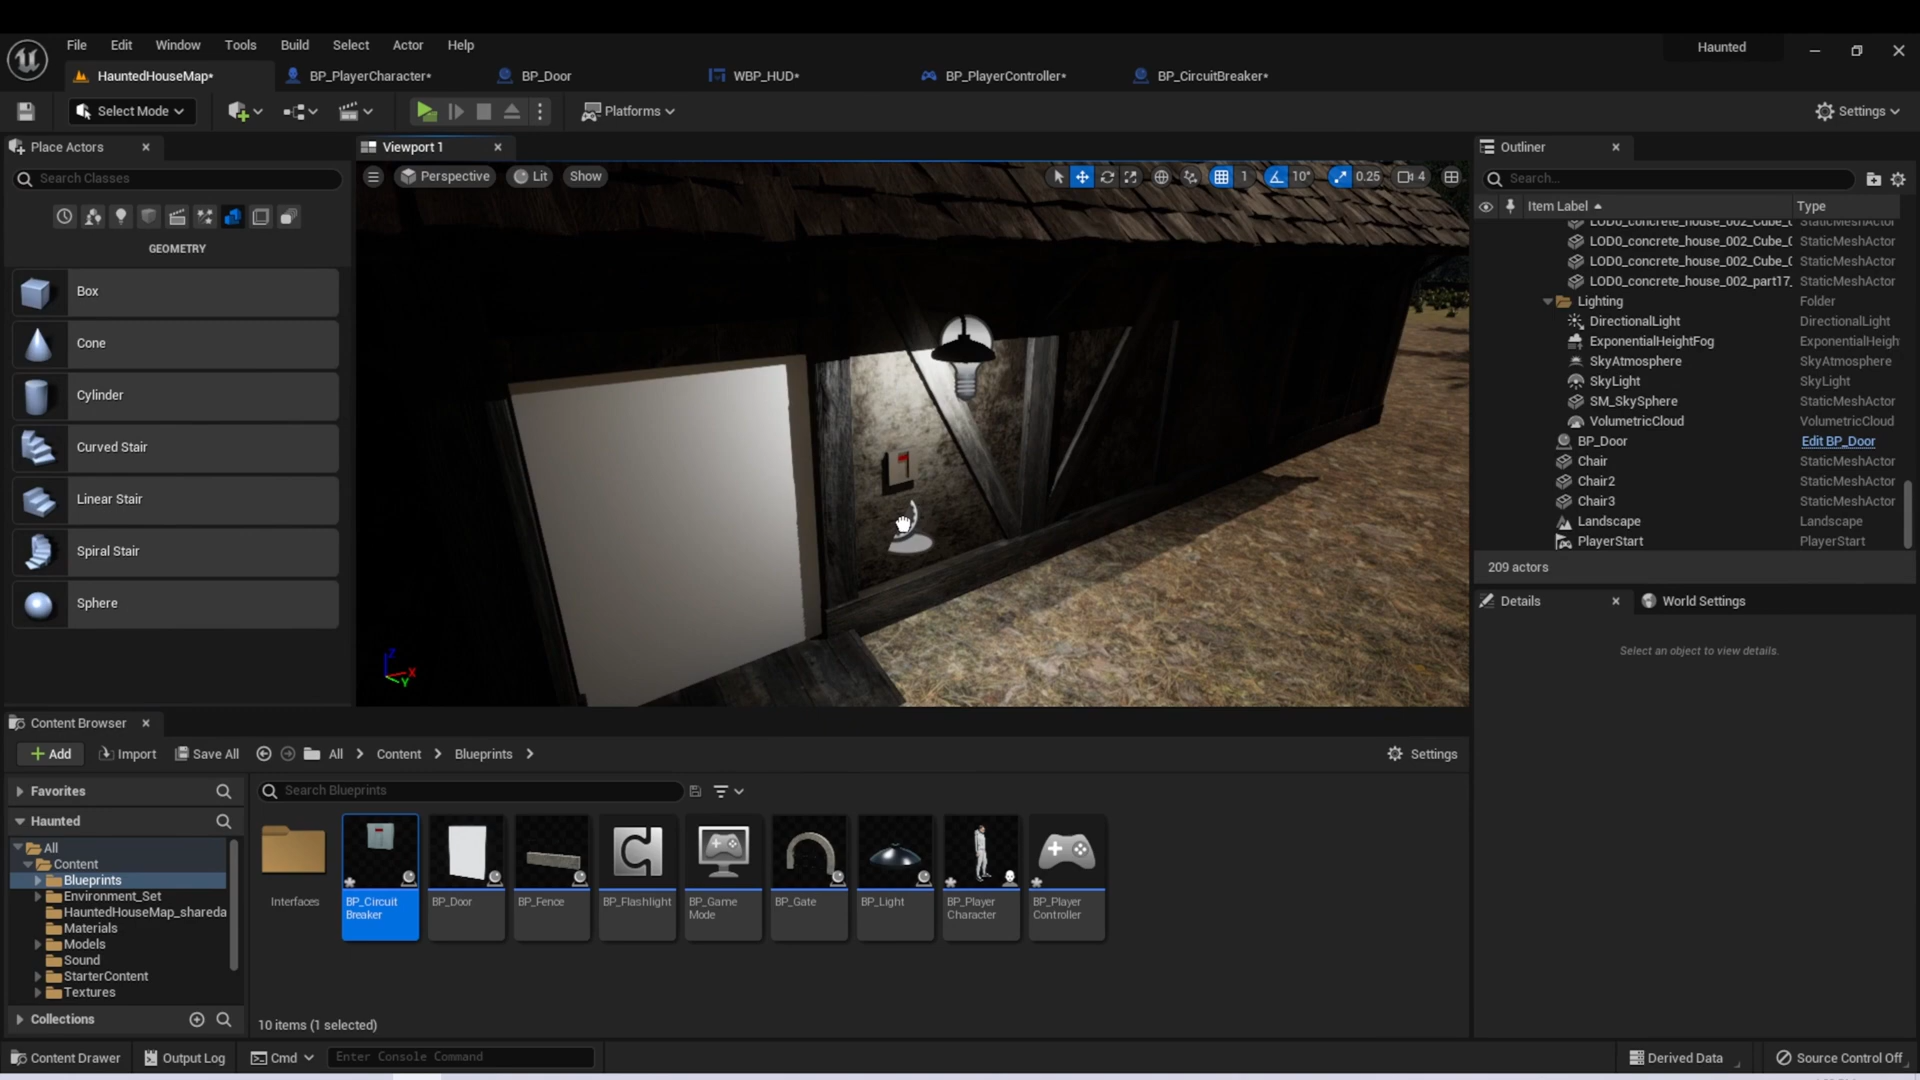 File Edit Window Tools Build Select Actor Help
Haunted
HauntedHouseMap*
BP_PlayerCharacter*
BP_Door
WBP_HUD*
BP_PlayerController*
BP_CircuitBreaker*
Select Mode
Platforms
Settings
Place Actors
Search Classes
GEOMETRY
Box
Cone
Cylinder
Curved Stair
Linear Stair
Spiral Stair
Sphere
Viewport 1
Perspective
Lit
Show
1
10°
0.25
4
Z
X
Y
Outliner
Search...
Item Label
Type
LOD0_concrete_house_002_Cube_0 StaticMeshActor
LOD0_concrete_house_002_Cube_0 StaticMeshActor
LOD0_concrete_house_002_Cube_0 StaticMeshActor
LOD0_concrete_house_002_part17_ StaticMeshActor
Lighting Folder
DirectionalLight DirectionalLight
ExponentialHeightFog ExponentialHeigh
SkyAtmosphere SkyAtmosphere
SkyLight SkyLight
SM_SkySphere StaticMeshActor
VolumetricCloud VolumetricCloud
BP_Door Edit BP_Door
Chair StaticMeshActor
Chair2 StaticMeshActor
Chair3 StaticMeshActor
Landscape Landscape
PlayerStart PlayerStart
209 actors
Details
World Settings
Select an object to view details.
Content Browser
Add
Import
Save All
All
Content
Blueprints
Settings
Favorites
Haunted
All
Content
Blueprints
Environment_Set
HauntedHouseMap_shareda
Materials
Models
Sound
StarterContent
Textures
Collections
Search Blueprints
Interfaces
BP_Circuit
Breaker
BP_Door
BP_Fence
BP_Flashlight
BP_Game
Mode
BP_Gate
BP_Light
BP_Player
Character
BP_Player
Controller
10 items (1 selected)
Content Drawer
Output Log
Cmd
Enter Console Command
Derived Data
Source Control Off